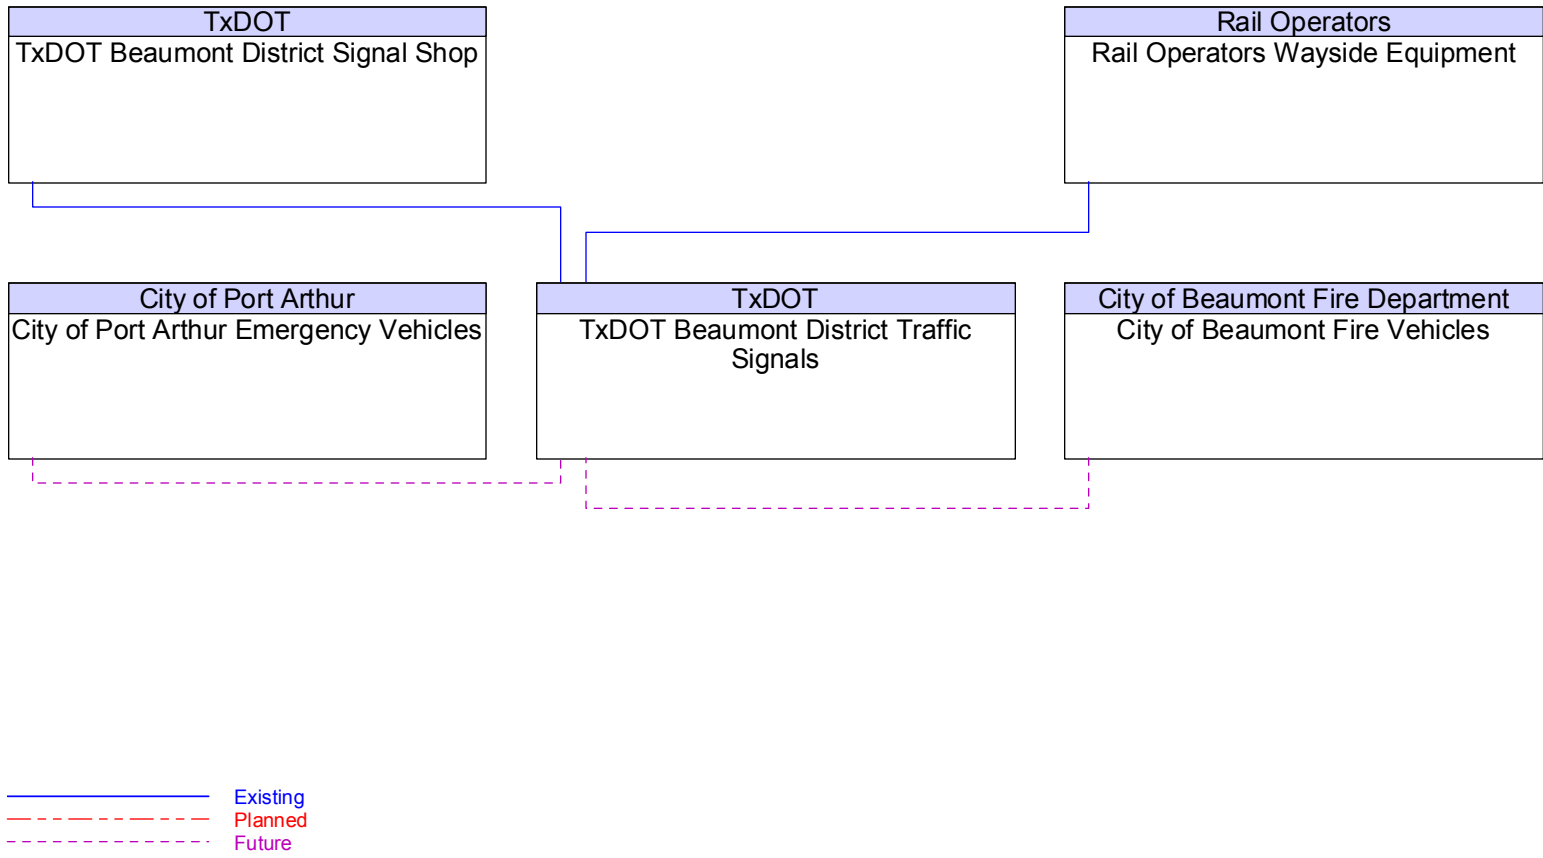 TxDOT
TxDOT Beaumont District Signal Shop
Rail Operators
Rail Operators Wayside Equipment
City of Port Arthur
City of Port Arthur Emergency Vehicles
TxDOT
TxDOT Beaumont District Traffic
Signals
City of Beaumont Fire Department
City of Beaumont Fire Vehicles
Existing
Planned
Future